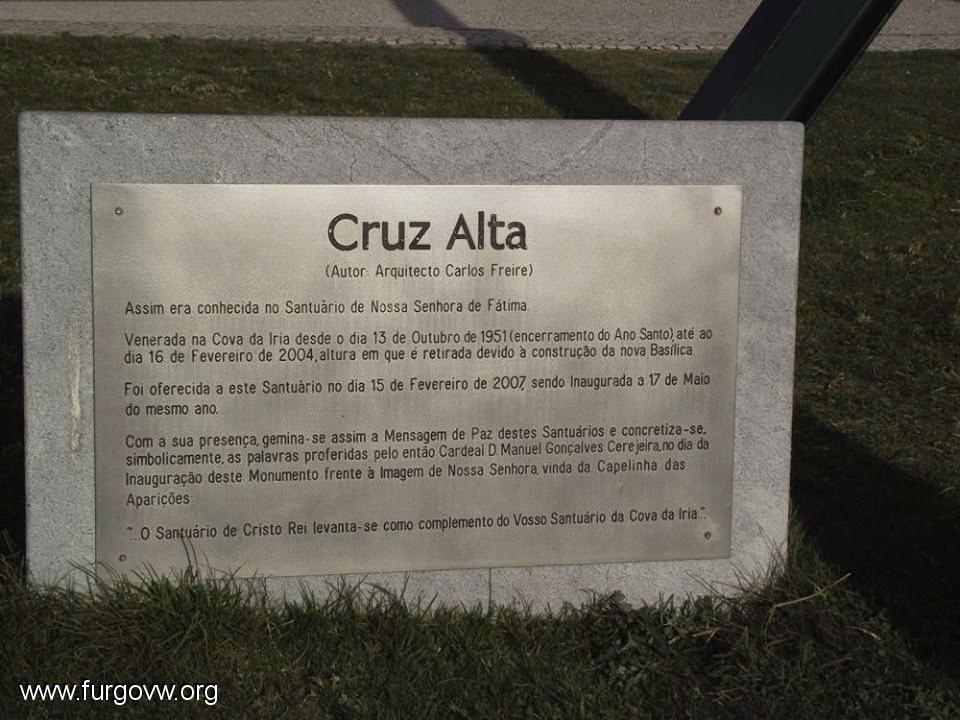 Cruz Alta
(Autor: Arquitecto Carlos Freire)
Assim era conhecida no Santuário de Nossa Senhora de Fátima.
Venerada na Cova da Iria desde o dia 13 de Outubro de 1951 (encerramento do Ano Santo), até ao
dia 16 de Fevereiro de 2004, altura em que é retirada devido à construção da nova Basílica.
Foi oferecida a este Santuário no dia 15 de Fevereiro de 2007, sendo Inaugurada a 17 de Maio
do mesmo ano.
Com a sua presença, gemina-se assim a Mensagem de Paz destes Santuários e concretiza-se,
simbolicamente, as palavras proferidas pelo então Cardeal D. Manuel Gonçalves Cerejeira, no dia da
Inauguração deste Monumento frente à Imagem de Nossa Senhora, vinda da Capelinha das
Aparições:
"...O Santuário de Cristo Rei levanta-se como complemento do Vosso Santuário da Cova da Iria...".
www.furgovw.org